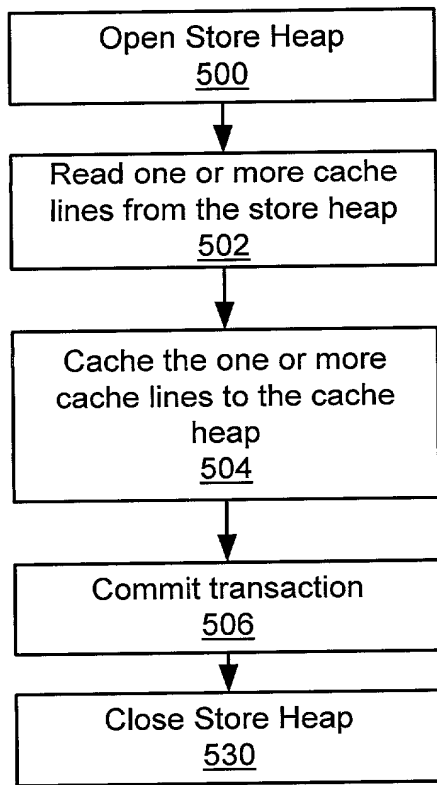 Open Store Heap
500
Read one or more cache
lines from the store heap
502
Cache the one or more
cache lines to the cache
heap
504
Commit transaction
506
Close Store Heap
530